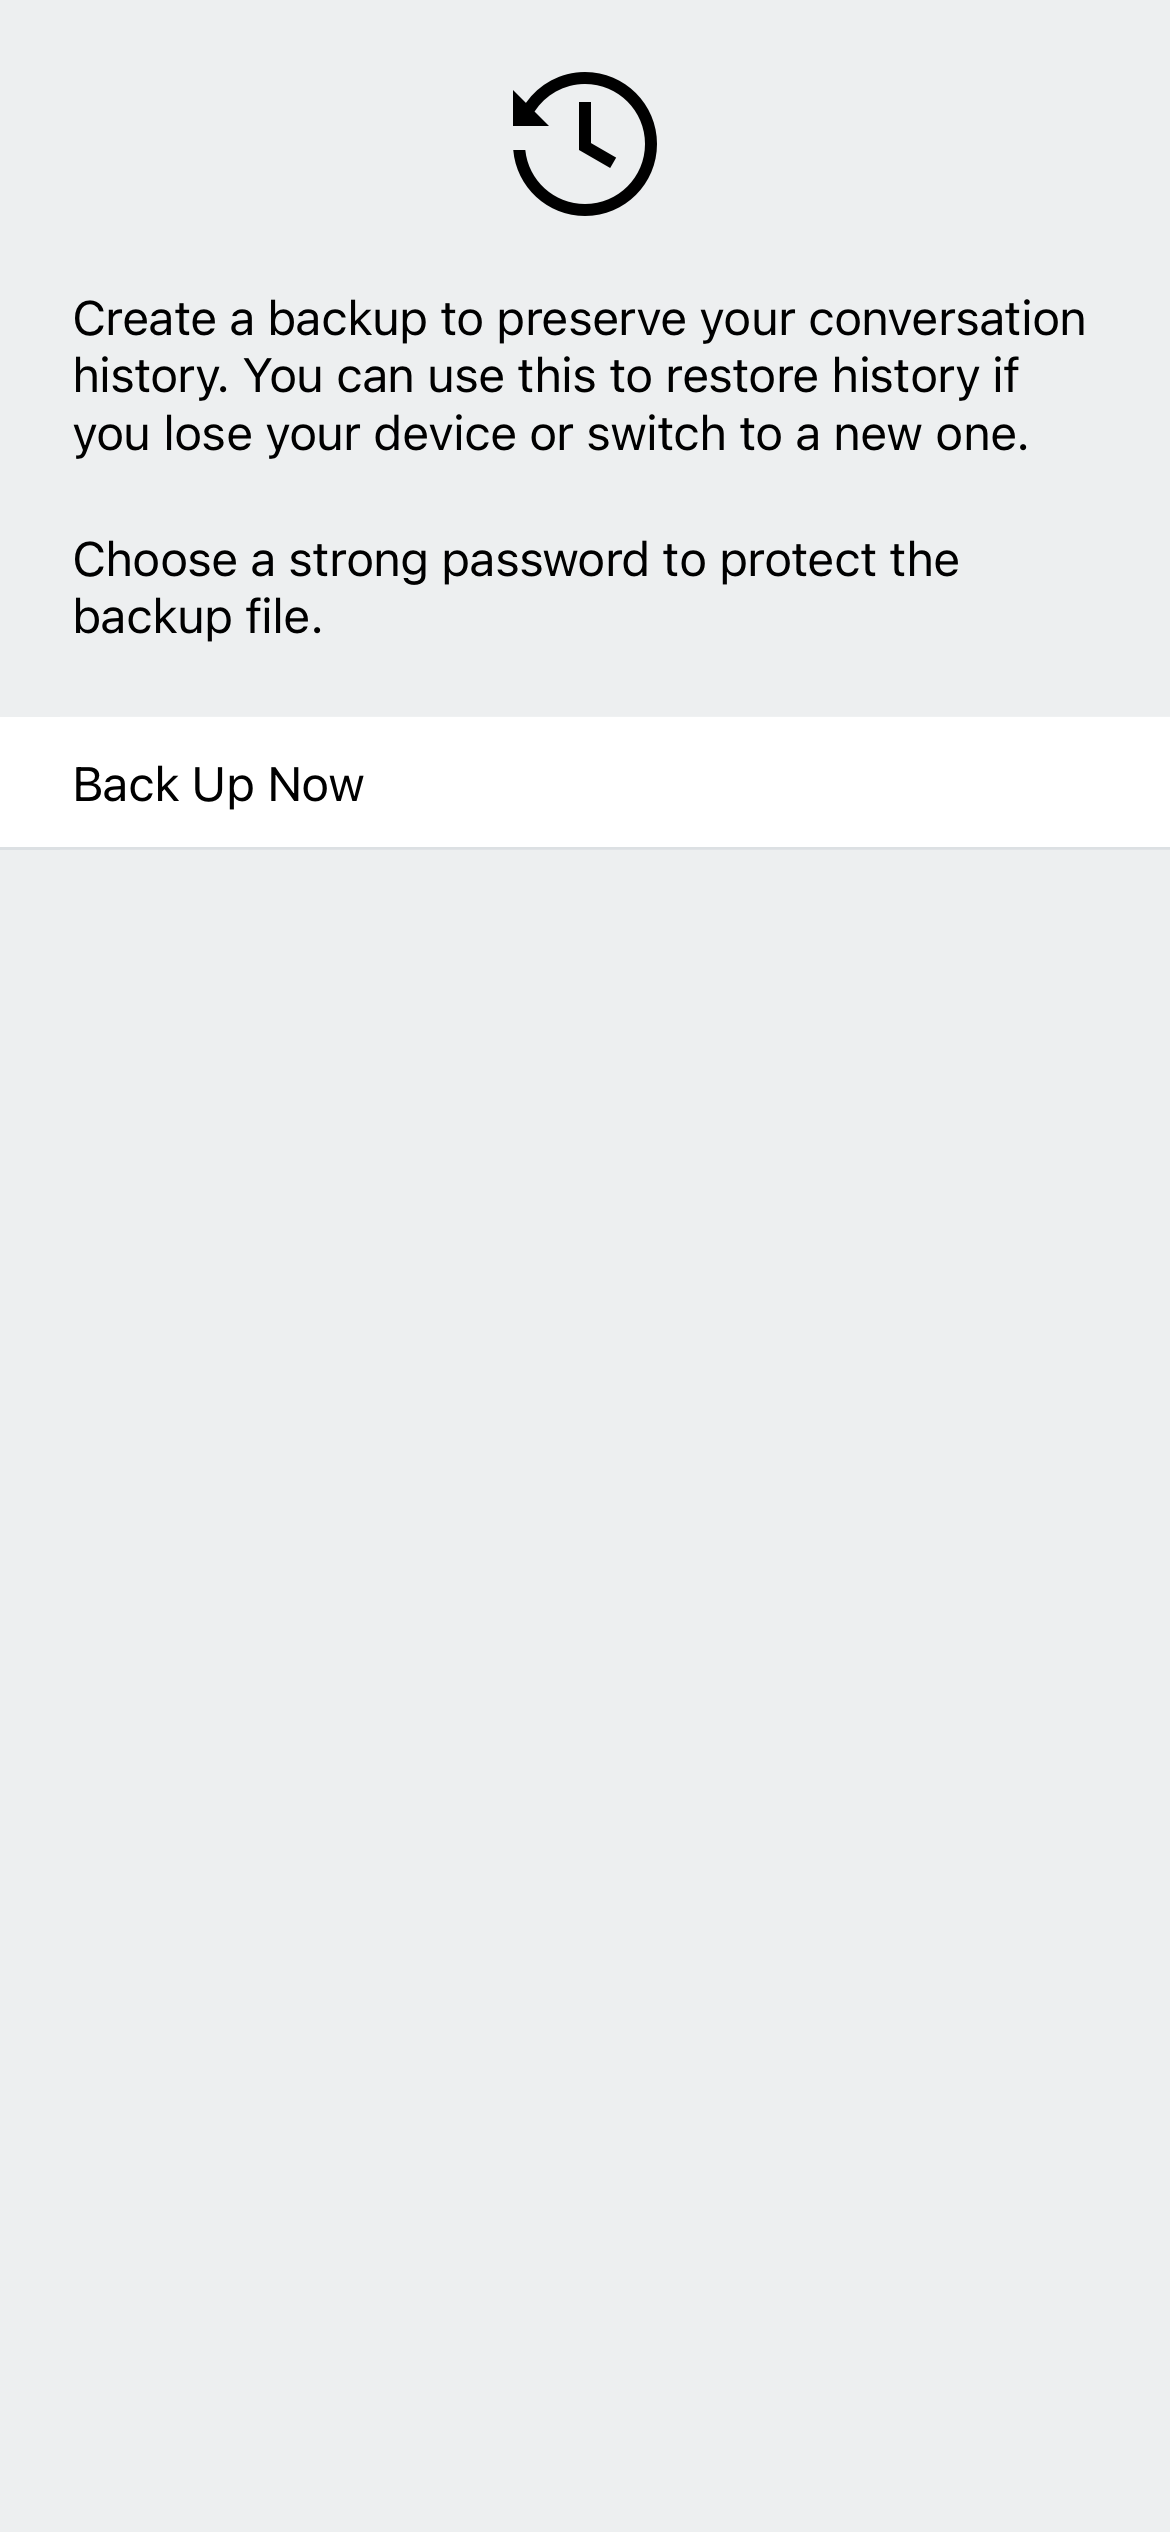 Create a backup to preserve your conversation
history. You can use this to restore history if
you lose your device or switch to a new one.
Choose a strong password to protect the
backup file.
Back Up Now